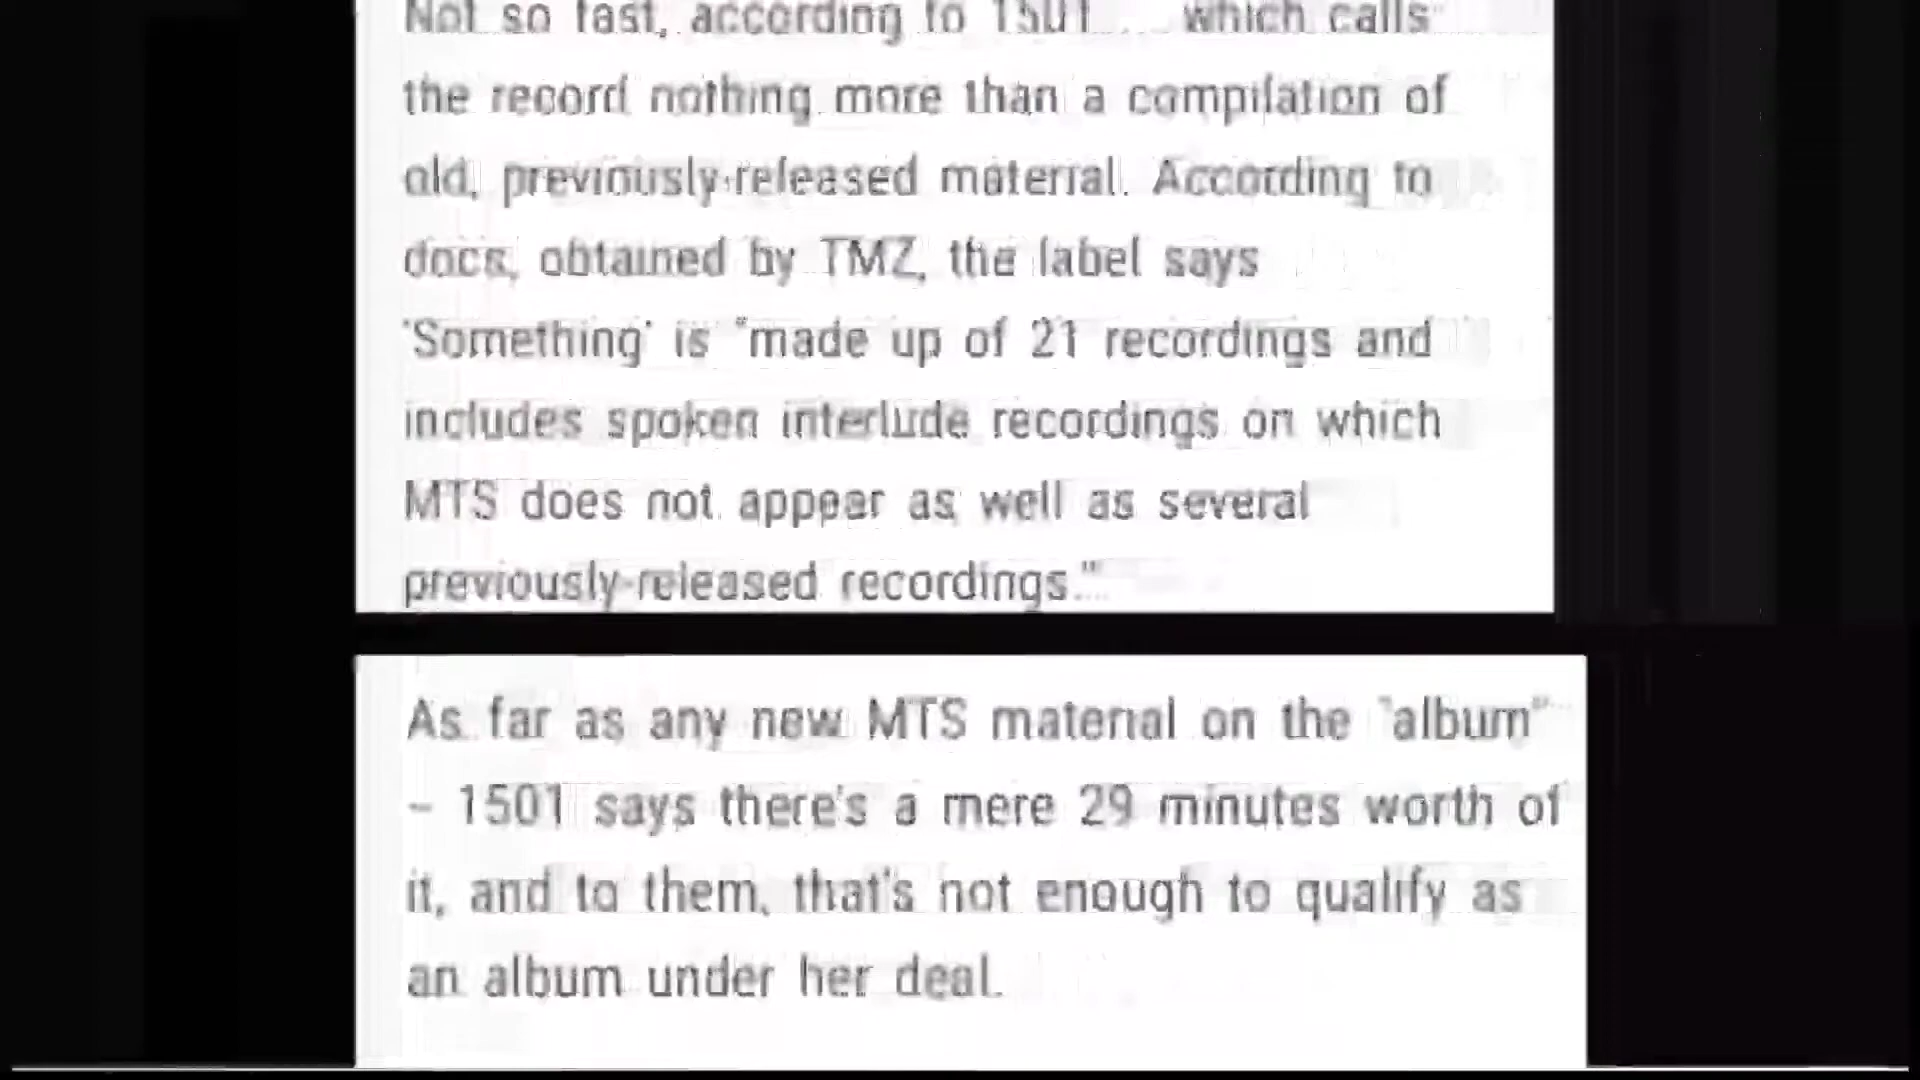 Not so fast, according to 1501 ... which calls
the record nothing more than a compilation of
old, previously-released material. According to
docs, obtained by TMZ, the label says
'Something' is "made up of 21 recordings and
includes spoken interlude recordings on which
MTS does not appear as well as several
previously-released recordings."
As far as any new MTS material on the "album"
– 1501 says there's a mere 29 minutes worth of
it, and to them, that's not enough to qualify as
an album under her deal.